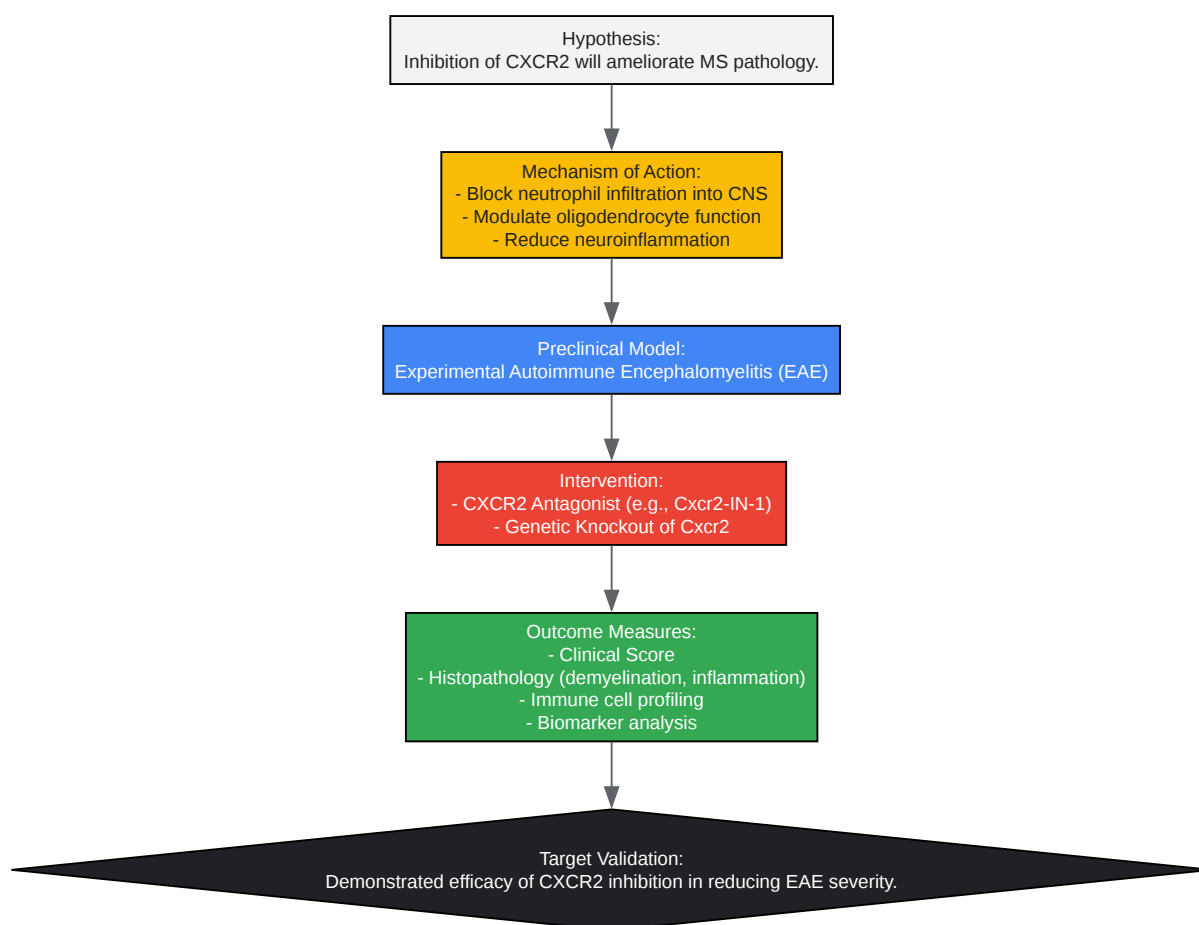 Hypothesis:
Inhibition of CXCR2 will ameliorate MS pathology.
Mechanism of Action:
- Block neutrophil infiltration into CNS
- Modulate oligodendrocyte function
- Reduce neuroinflammation
Preclinical Model:
Experimental Autoimmune Encephalomyelitis (EAE)
Intervention:
- CXCR2 Antagonist (e.g., Cxcr2-IN-1)
- Genetic Knockout of Cxcr2
Outcome Measures:
- Clinical Score
- Histopathology (demyelination, inflammation)
- Immune cell profiling
- Biomarker analysis
Target Validation:
Demonstrated efficacy of CXCR2 inhibition in reducing EAE severity.